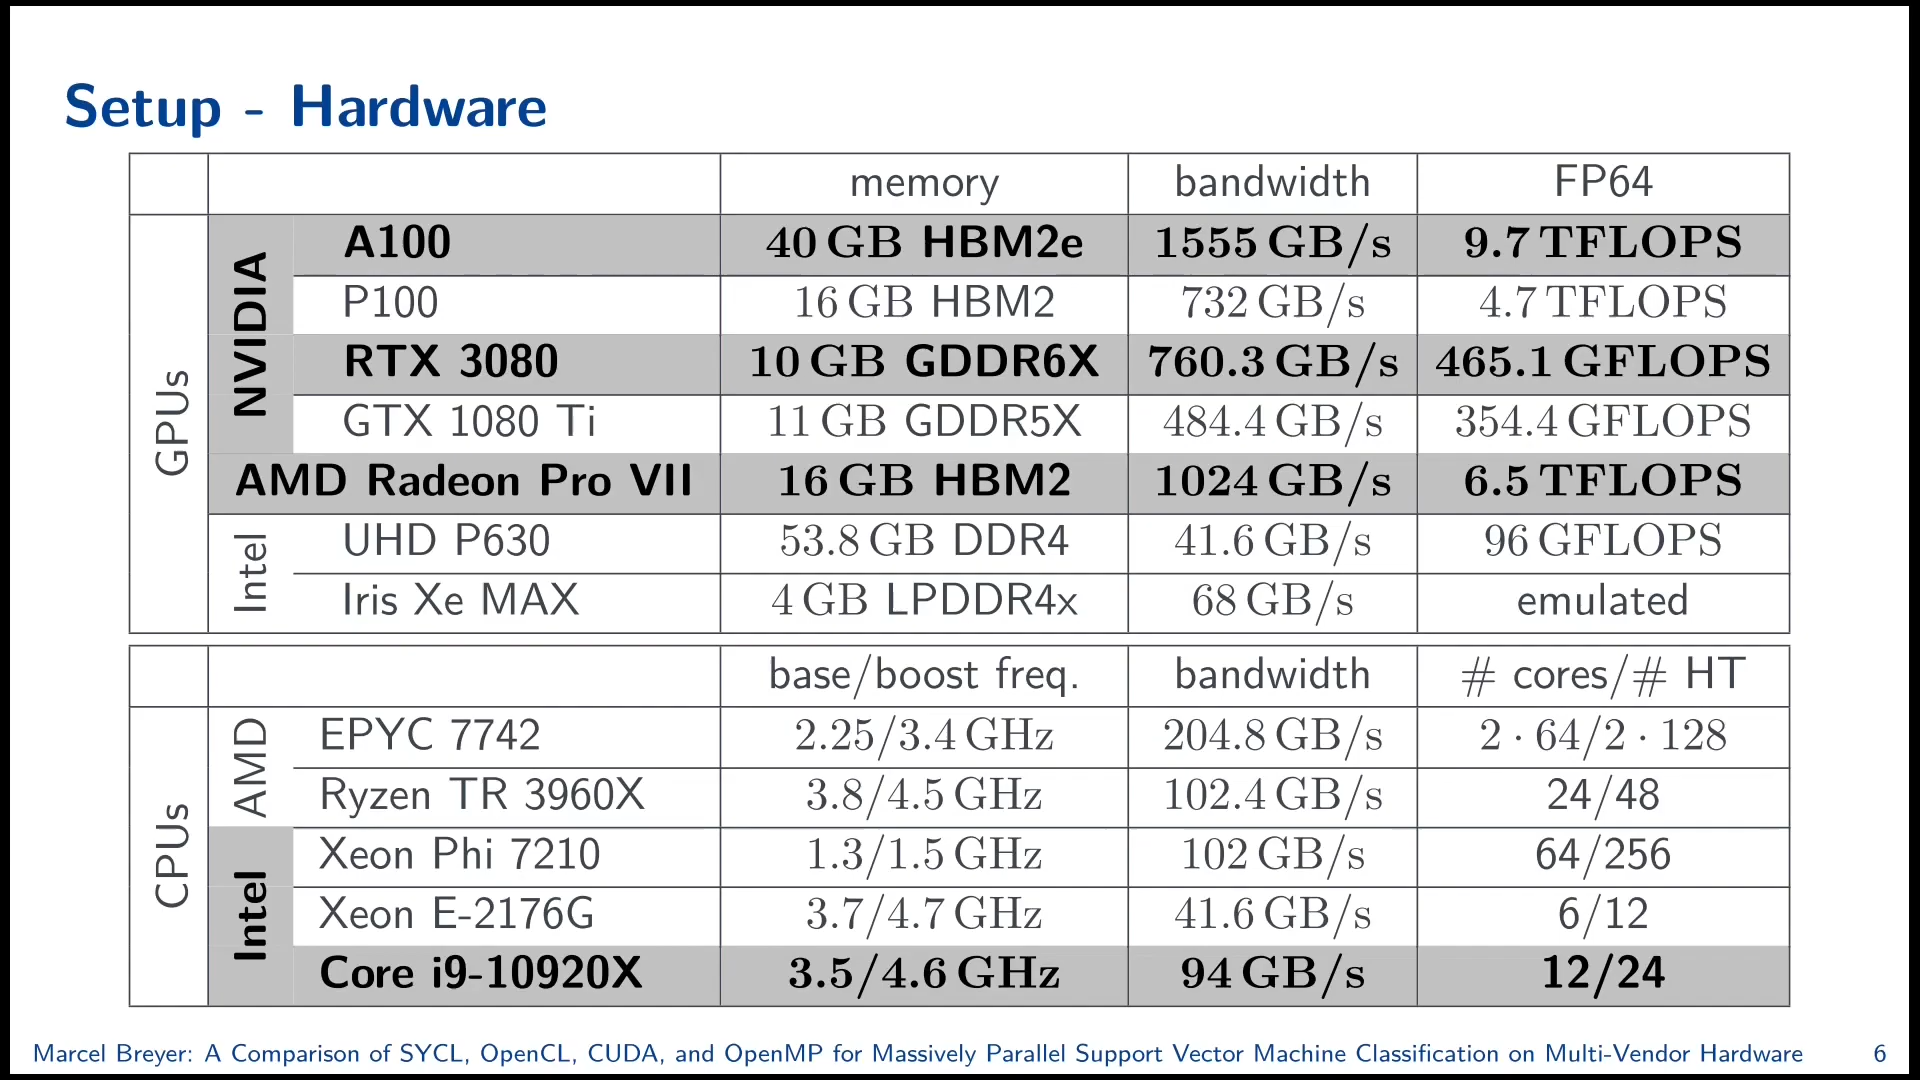 Setup - Hardware
memory bandwidth FP64
GPUs
NVIDIA
A100 40 GB HBM2e 1555 GB/s 9.7 TFLOPS
P100 16 GB HBM2 732 GB/s 4.7 TFLOPS
RTX 3080 10 GB GDDR6X 760.3 GB/s 465.1 GFLOPS
GTX 1080 Ti 11 GB GDDR5X 484.4 GB/s 354.4 GFLOPS
AMD Radeon Pro VII 16 GB HBM2 1024 GB/s 6.5 TFLOPS
Intel
UHD P630 53.8 GB DDR4 41.6 GB/s 96 GFLOPS
Iris Xe MAX 4 GB LPDDR4x 68 GB/s emulated
base/boost freq. bandwidth # cores/# HT
CPUs
AMD
EPYC 7742 2.25/3.4 GHz 204.8 GB/s 2 · 64/2 · 128
Ryzen TR 3960X 3.8/4.5 GHz 102.4 GB/s 24/48
Intel
Xeon Phi 7210 1.3/1.5 GHz 102 GB/s 64/256
Xeon E-2176G 3.7/4.7 GHz 41.6 GB/s 6/12
Core i9-10920X 3.5/4.6 GHz 94 GB/s 12/24
Marcel Breyer: A Comparison of SYCL, OpenCL, CUDA, and OpenMP for Massively Parallel Support Vector Machine Classification on Multi-Vendor Hardware 6